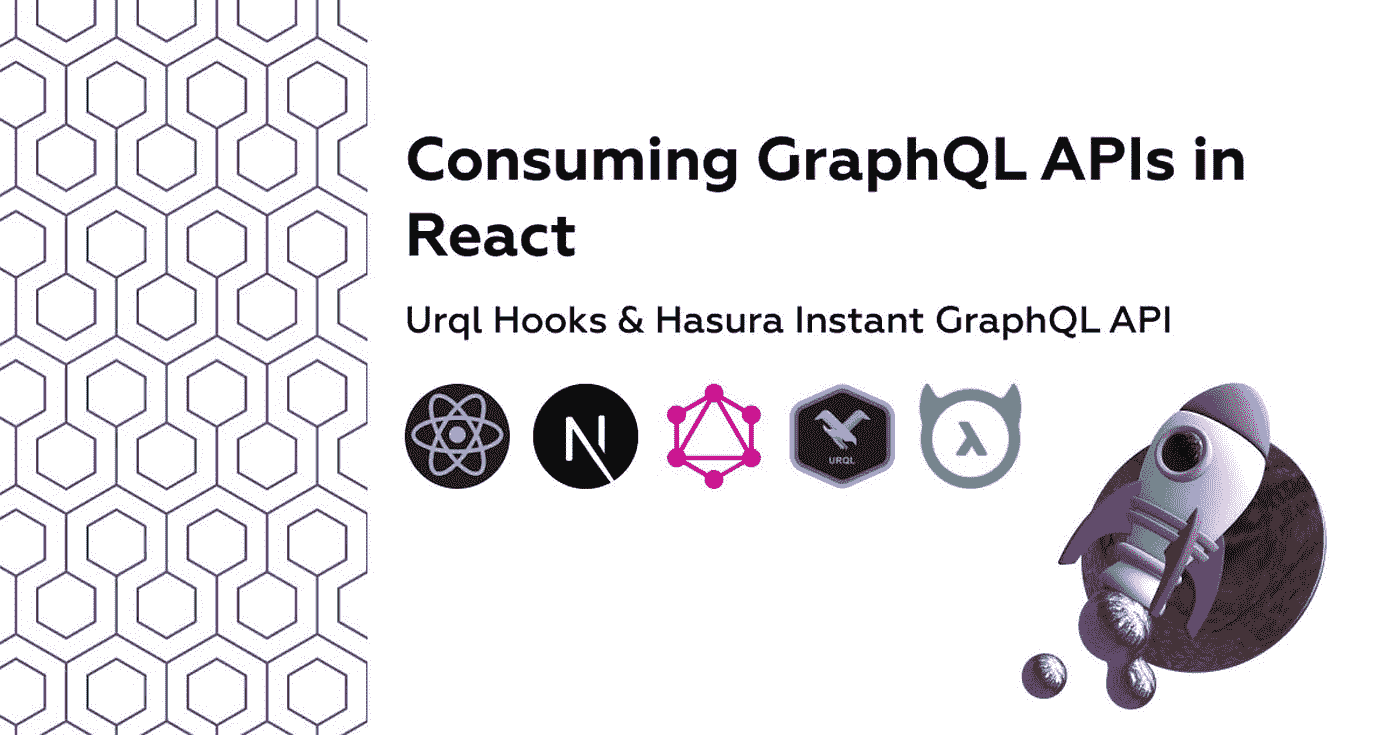 Consuming GraphQL APIs in
React
Urql Hooks & Hasura Instant GraphQL API
N
URQL
λ